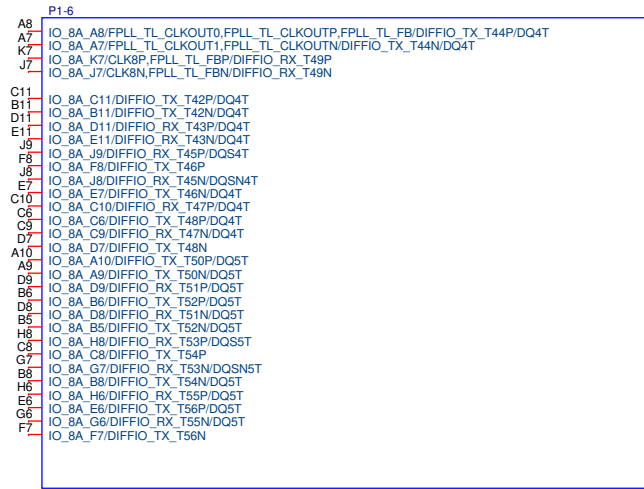 P1-6
A8 IO_8A_A8/FPLL_TL_CLKOUT0,FPLL_TL_CLKOUTP,FPLL_TL_FB/DIFFIO_TX_T44P/DQ4T
A7 IO_8A_A7/FPLL_TL_CLKOUT1,FPLL_TL_CLKOUTN/DIFFIO_TX_T44N/DQ4T
K7 IO_8A_K7/CLK8P,FPLL_TL_FBP/DIFFIO_RX_T49P
J7 IO_8A_J7/CLK8N,FPLL_TL_FBN/DIFFIO_RX_T49N
C11 IO_8A_C11/DIFFIO_TX_T42P/DQ4T
B11 IO_8A_B11/DIFFIO_TX_T42N/DQ4T
D11 IO_8A_D11/DIFFIO_RX_T43P/DQ4T
E11 IO_8A_E11/DIFFIO_RX_T43N/DQ4T
J9 IO_8A_J9/DIFFIO_RX_T45P/DQS4T
F8 IO_8A_F8/DIFFIO_TX_T46P
J8 IO_8A_J8/DIFFIO_RX_T45N/DQSN4T
E7 IO_8A_E7/DIFFIO_TX_T46N/DQ4T
C10 IO_8A_C10/DIFFIO_RX_T47P/DQ4T
C6 IO_8A_C6/DIFFIO_TX_T48P/DQ4T
C9 IO_8A_C9/DIFFIO_RX_T47N/DQ4T
D7 IO_8A_D7/DIFFIO_TX_T48N
A10 IO_8A_A10/DIFFIO_TX_T50P/DQ5T
A9 IO_8A_A9/DIFFIO_TX_T50N/DQ5T
D9 IO_8A_D9/DIFFIO_RX_T51P/DQ5T
B6 IO_8A_B6/DIFFIO_TX_T52P/DQ5T
D8 IO_8A_D8/DIFFIO_RX_T51N/DQ5T
B5 IO_8A_B5/DIFFIO_TX_T52N/DQ5T
H8 IO_8A_H8/DIFFIO_RX_T53P/DQS5T
C8 IO_8A_C8/DIFFIO_TX_T54P
G7 IO_8A_G7/DIFFIO_RX_T53N/DQSN5T
B8 IO_8A_B8/DIFFIO_TX_T54N/DQ5T
H6 IO_8A_H6/DIFFIO_RX_T55P/DQ5T
E6 IO_8A_E6/DIFFIO_TX_T56P/DQ5T
G6 IO_8A_G6/DIFFIO_RX_T55N/DQ5T
F7 IO_8A_F7/DIFFIO_TX_T56N